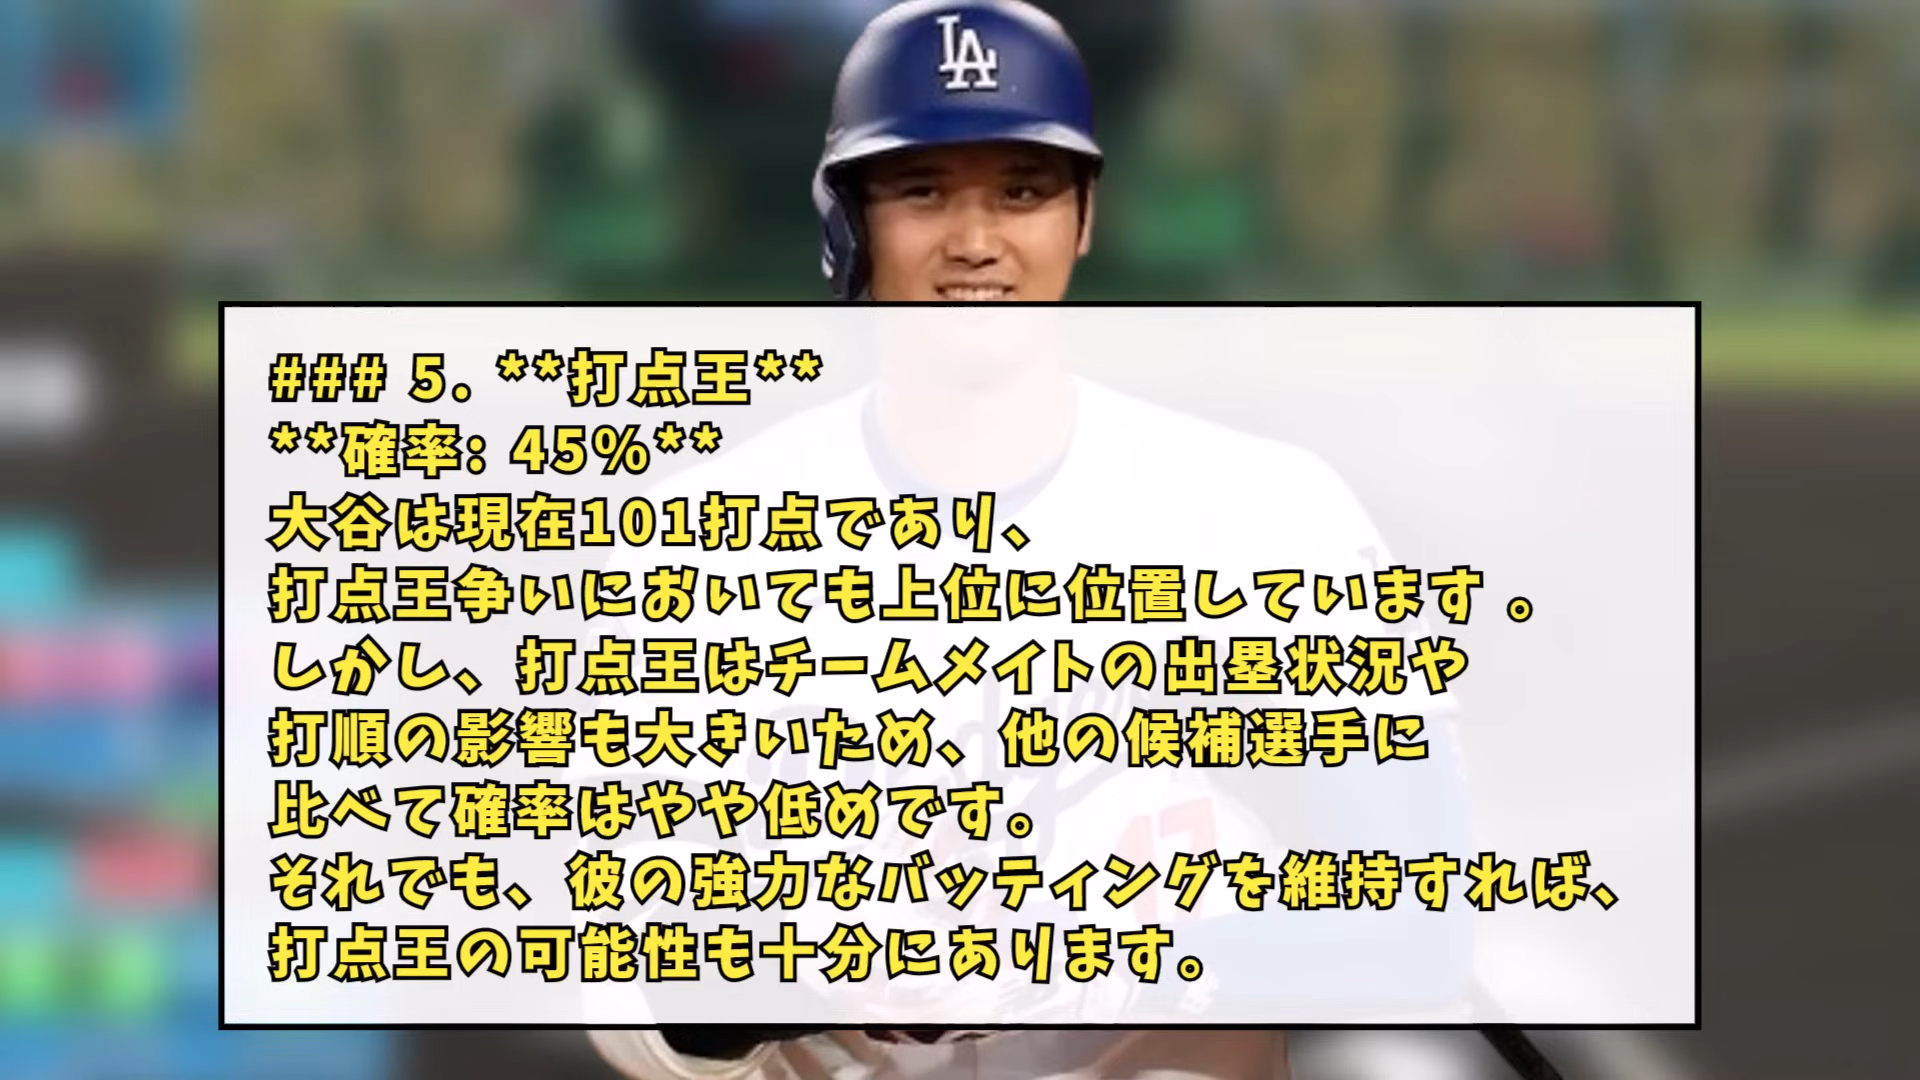 LA
### 5. **打点王**
**確率: 45%**
大谷は現在101打点であり、
打点王争いにおいても上位に位置しています 。
しかし、打点王はチームメイトの出塁状況や
打順の影響も大きいため、他の候補選手に
比べて確率はやや低めです。
それでも、彼の強力なバッティングを維持すれば、
打点王の可能性も十分にあります。
Dodgers
17